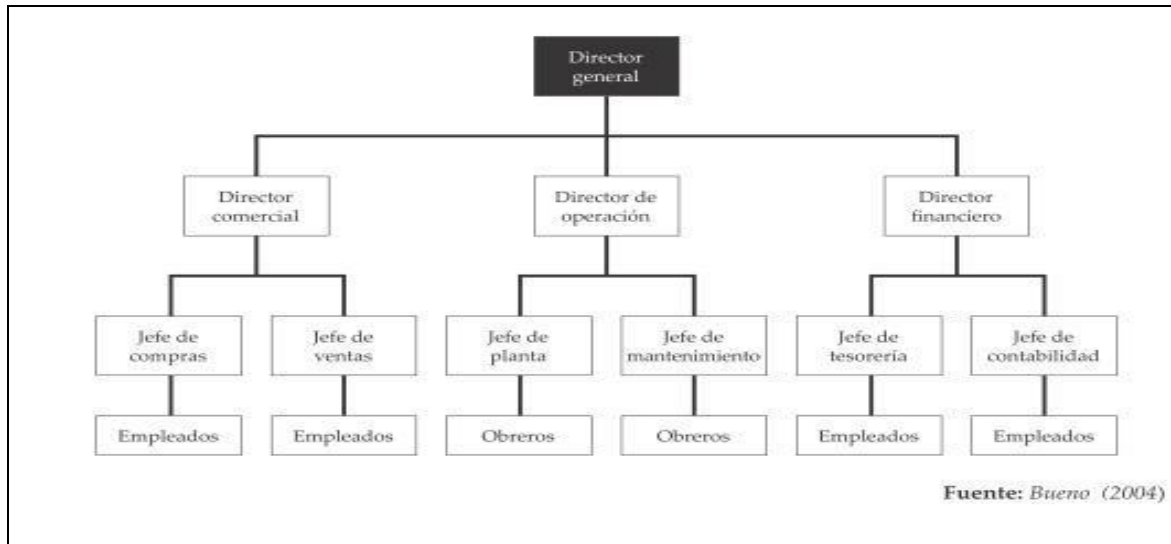 Director
general
Director
comercial
Director de
operación
Director
financiero
Jefe de
compras
Jefe de
ventas
Jefe de
planta
Jefe de
mantenimiento
Jefe de
tesorería
Jefe de
contabilidad
Empleados
Empleados
Obreros
Obreros
Empleados
Empleados
Fuente: Bueno (2004)